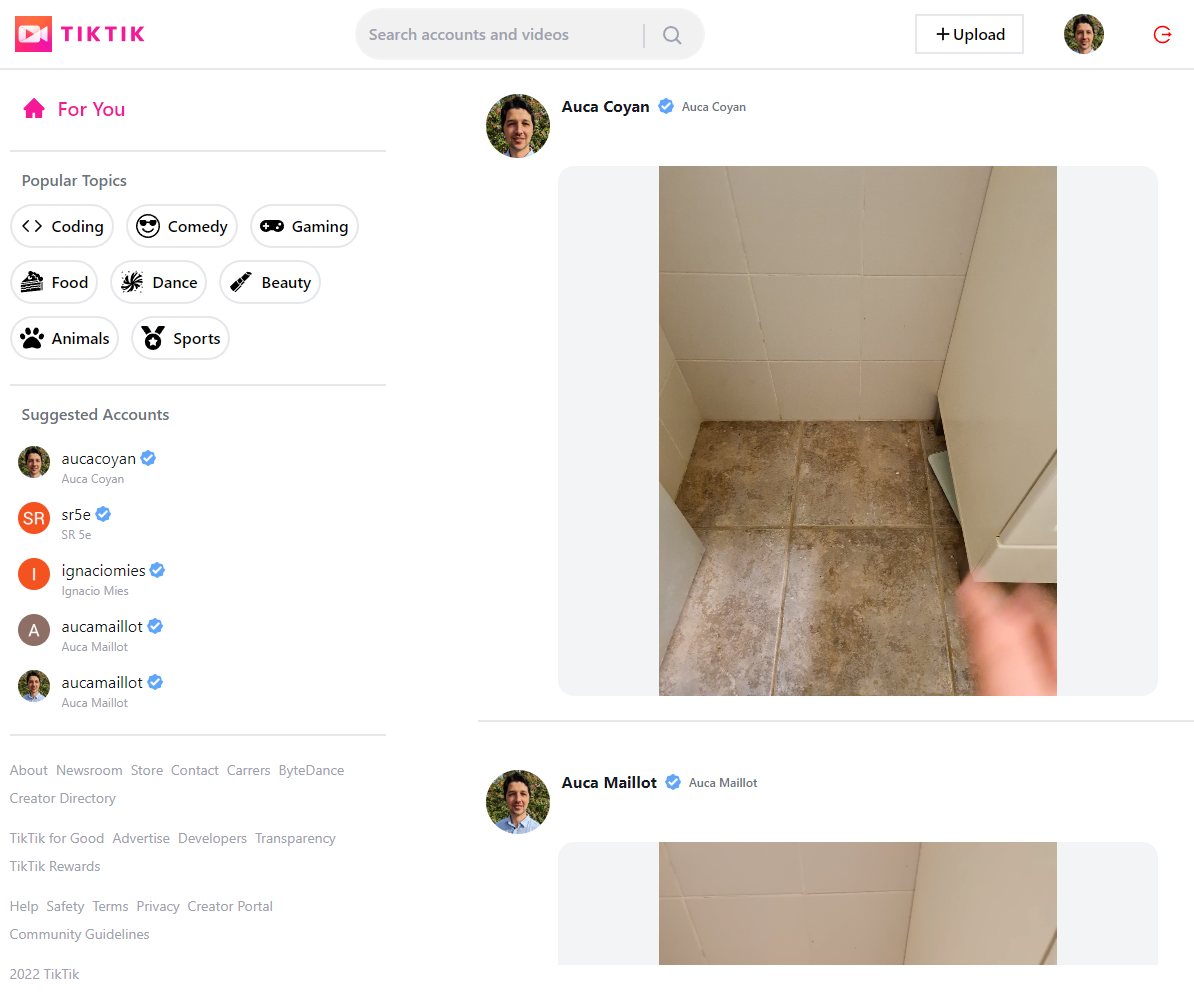 TIKTIK
Search accounts and videos
Upload
For You
Popular Topics
Coding
Comedy
Gaming
Food
Dance
Beauty
Animals
Sports
Suggested Accounts
aucacoyan
Auca Coyan
SR
sr5e
SR 5e
I
ignaciomies
Ignacio Mies
A
aucamaillot
Auca Maillot
aucamaillot
Auca Maillot
About Newsroom Store Contact Carrers ByteDance
Creator Directory
TikTik for Good Advertise Developers Transparency
TikTik Rewards
Help Safety Terms Privacy Creator Portal
Community Guidelines
2022 TikTik
Auca Coyan Auca Coyan
Auca Maillot Auca Maillot